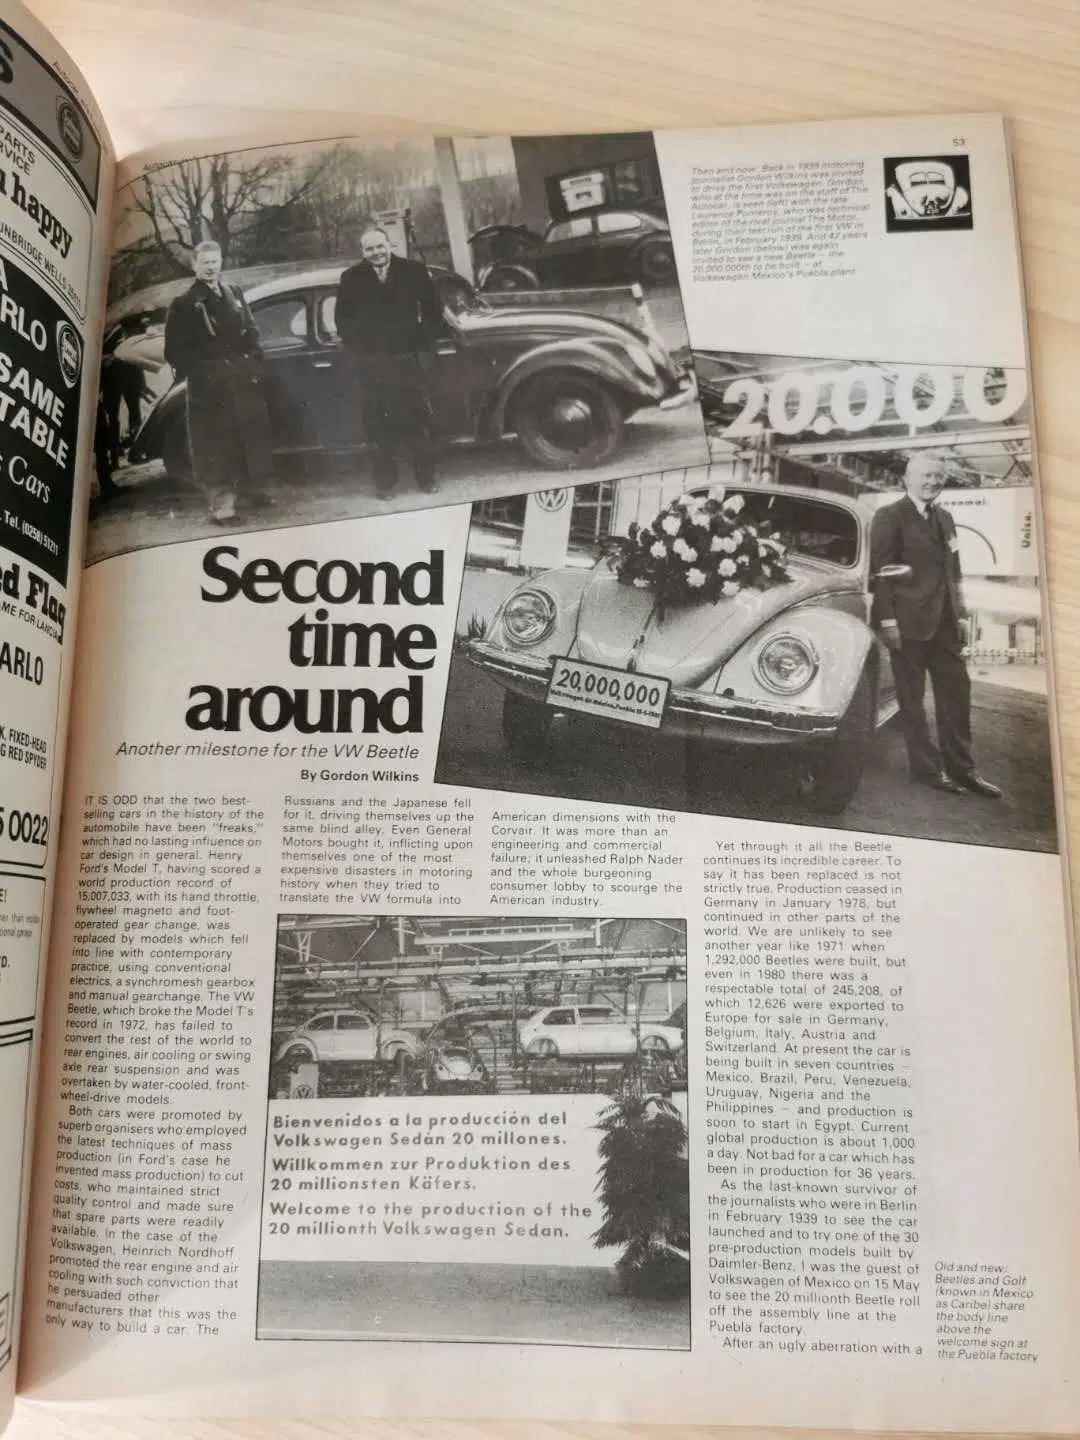 S
PARTS
happy
UNBRIDGE WELLS
ARLO
SAME
TABLE
Cars
Tel. (0258) 51211
ed Flag
ME FOR LANCIA
ARLO
FIXED-HEAD
G RED SPYDER
5 0022
Autocar
53
Then and now: Back in 1939 motoring
journalist Gordon Wilkins was invited
to drive the first Volkswagen. Gordon,
who at the time was on the staff of The
Autocar, is seen (left) with the late
Laurence Pomeroy, who was technical
editor of the rival journal The Motor,
during their test run of the first VW in
Berlin, in February 1939. And 42 years
later Gordon (below) was again
invited to see a new Beetle – the
20,000,000th to be built – at
Volkswagen Mexico's Puebla plant
20.000
Unica.
20,000,000
Volkswagen de México, Puebla 15-5-1981
Second
time
around
Another milestone for the VW Beetle
By Gordon Wilkins
IT IS ODD that the two best-
selling cars in the history of the
automobile have been "freaks,"
which had no lasting influence on
car design in general. Henry
Ford's Model T, having scored a
world production record of
15,007,033, with its hand throttle,
flywheel magneto and foot-
operated gear change, was
replaced by models which fell
into line with contemporary
practice, using conventional
electrics, a synchromesh gearbox
and manual gearchange. The VW
Beetle, which broke the Model T's
record in 1972, has failed to
convert the rest of the world to
rear engines, air cooling or swing
axle rear suspension and was
overtaken by water-cooled, front-
wheel-drive models.
Both cars were promoted by
superb organisers who employed
the latest techniques of mass
production (in Ford's case he
invented mass production) to cut
costs, who maintained strict
quality control and made sure
that spare parts were readily
available. In the case of the
Volkswagen, Heinrich Nordhoff
promoted the rear engine and air
cooling with such conviction that
he persuaded other
manufacturers that this was the
only way to build a car. The
Russians and the Japanese fell
for it, driving themselves up the
same blind alley. Even General
Motors bought it, inflicting upon
themselves one of the most
expensive disasters in motoring
history when they tried to
translate the VW formula into
American dimensions with the
Corvair. It was more than an
engineering and commercial
failure; it unleashed Ralph Nader
and the whole burgeoning
consumer lobby to scourge the
American industry.
Bienvenidos a la producción del
Volkswagen Sedán 20 millones.
Willkommen zur Produktion des
20 millionsten Käfers.
Welcome to the production of the
20 millionth Volkswagen Sedan.
Yet through it all the Beetle
continues its incredible career. To
say it has been replaced is not
strictly true. Production ceased in
Germany in January 1978, but
continued in other parts of the
world. We are unlikely to see
another year like 1971 when
1,292,000 Beetles were built, but
even in 1980 there was a
respectable total of 245,208, of
which 12,626 were exported to
Europe for sale in Germany,
Belgium, Italy, Austria and
Switzerland. At present the car is
being built in seven countries –
Mexico, Brazil, Peru, Venezuela,
Uruguay, Nigeria and the
Philippines – and production is
soon to start in Egypt. Current
global production is about 1,000
a day. Not bad for a car which has
been in production for 36 years.
As the last-known survivor of
the journalists who were in Berlin
in February 1939 to see the car
launched and to try one of the 30
pre-production models built by
Daimler-Benz, I was the guest of
Volkswagen of Mexico on 15 May
to see the 20 millionth Beetle roll
off the assembly line at the
Puebla factory.
After an ugly aberration with a
Old and new:
Beetles and Golf
(known in Mexico
as Caribe) share
the body line
above the
welcome sign at
the Puebla factory